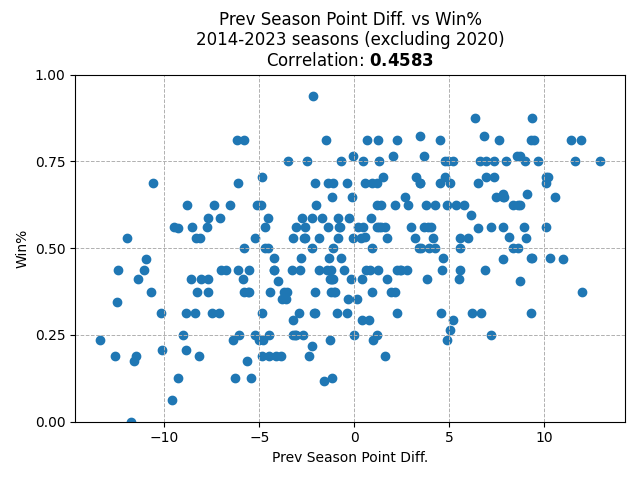 Prev Season Point Diff. vs Win%
2014-2023 seasons (excluding 2020)
Correlation: 0.4583
1.00
0.75
0.50
0.25
0.00
Win%
−10
−5
0
5
10
Prev Season Point Diff.